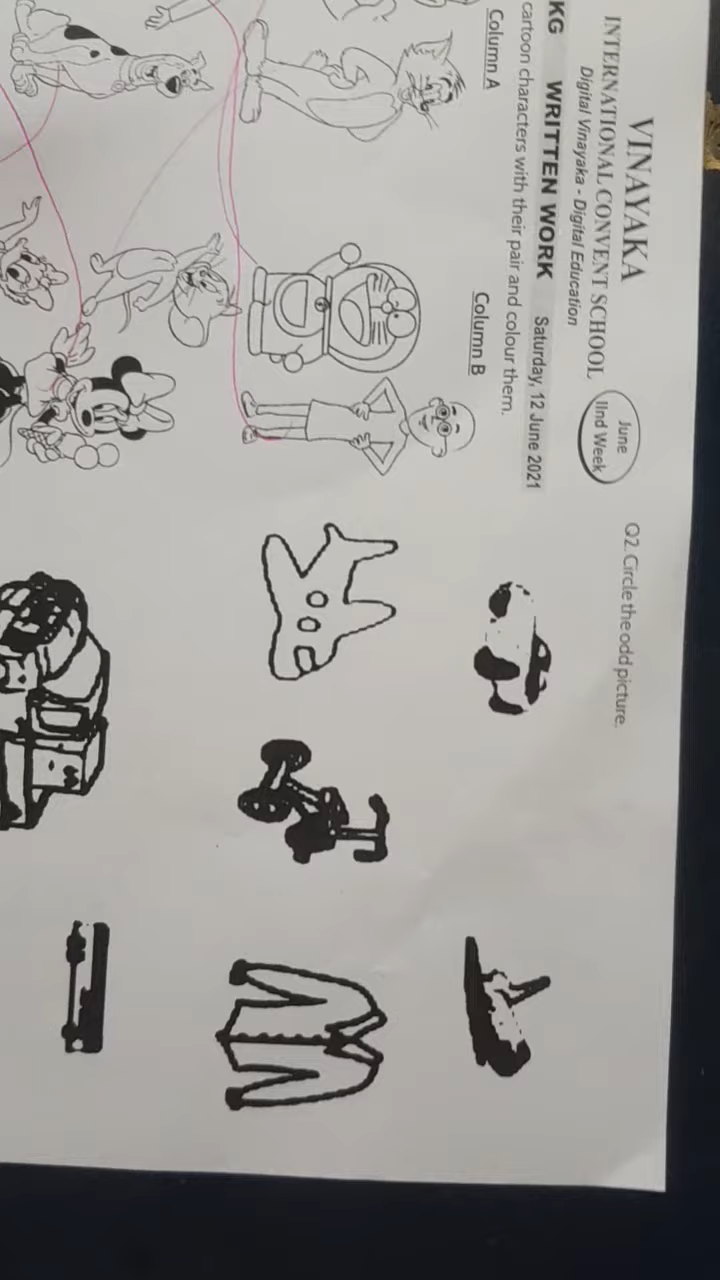 VINAYAKA
INTERNATIONAL CONVENT SCHOOL
Digital Vinayaka - Digital Education
June
IInd Week
KG WRITTEN WORK Saturday, 12 June 2021
cartoon characters with their pair and colour them.
Column A
Column B
Q2. Circle the odd picture.